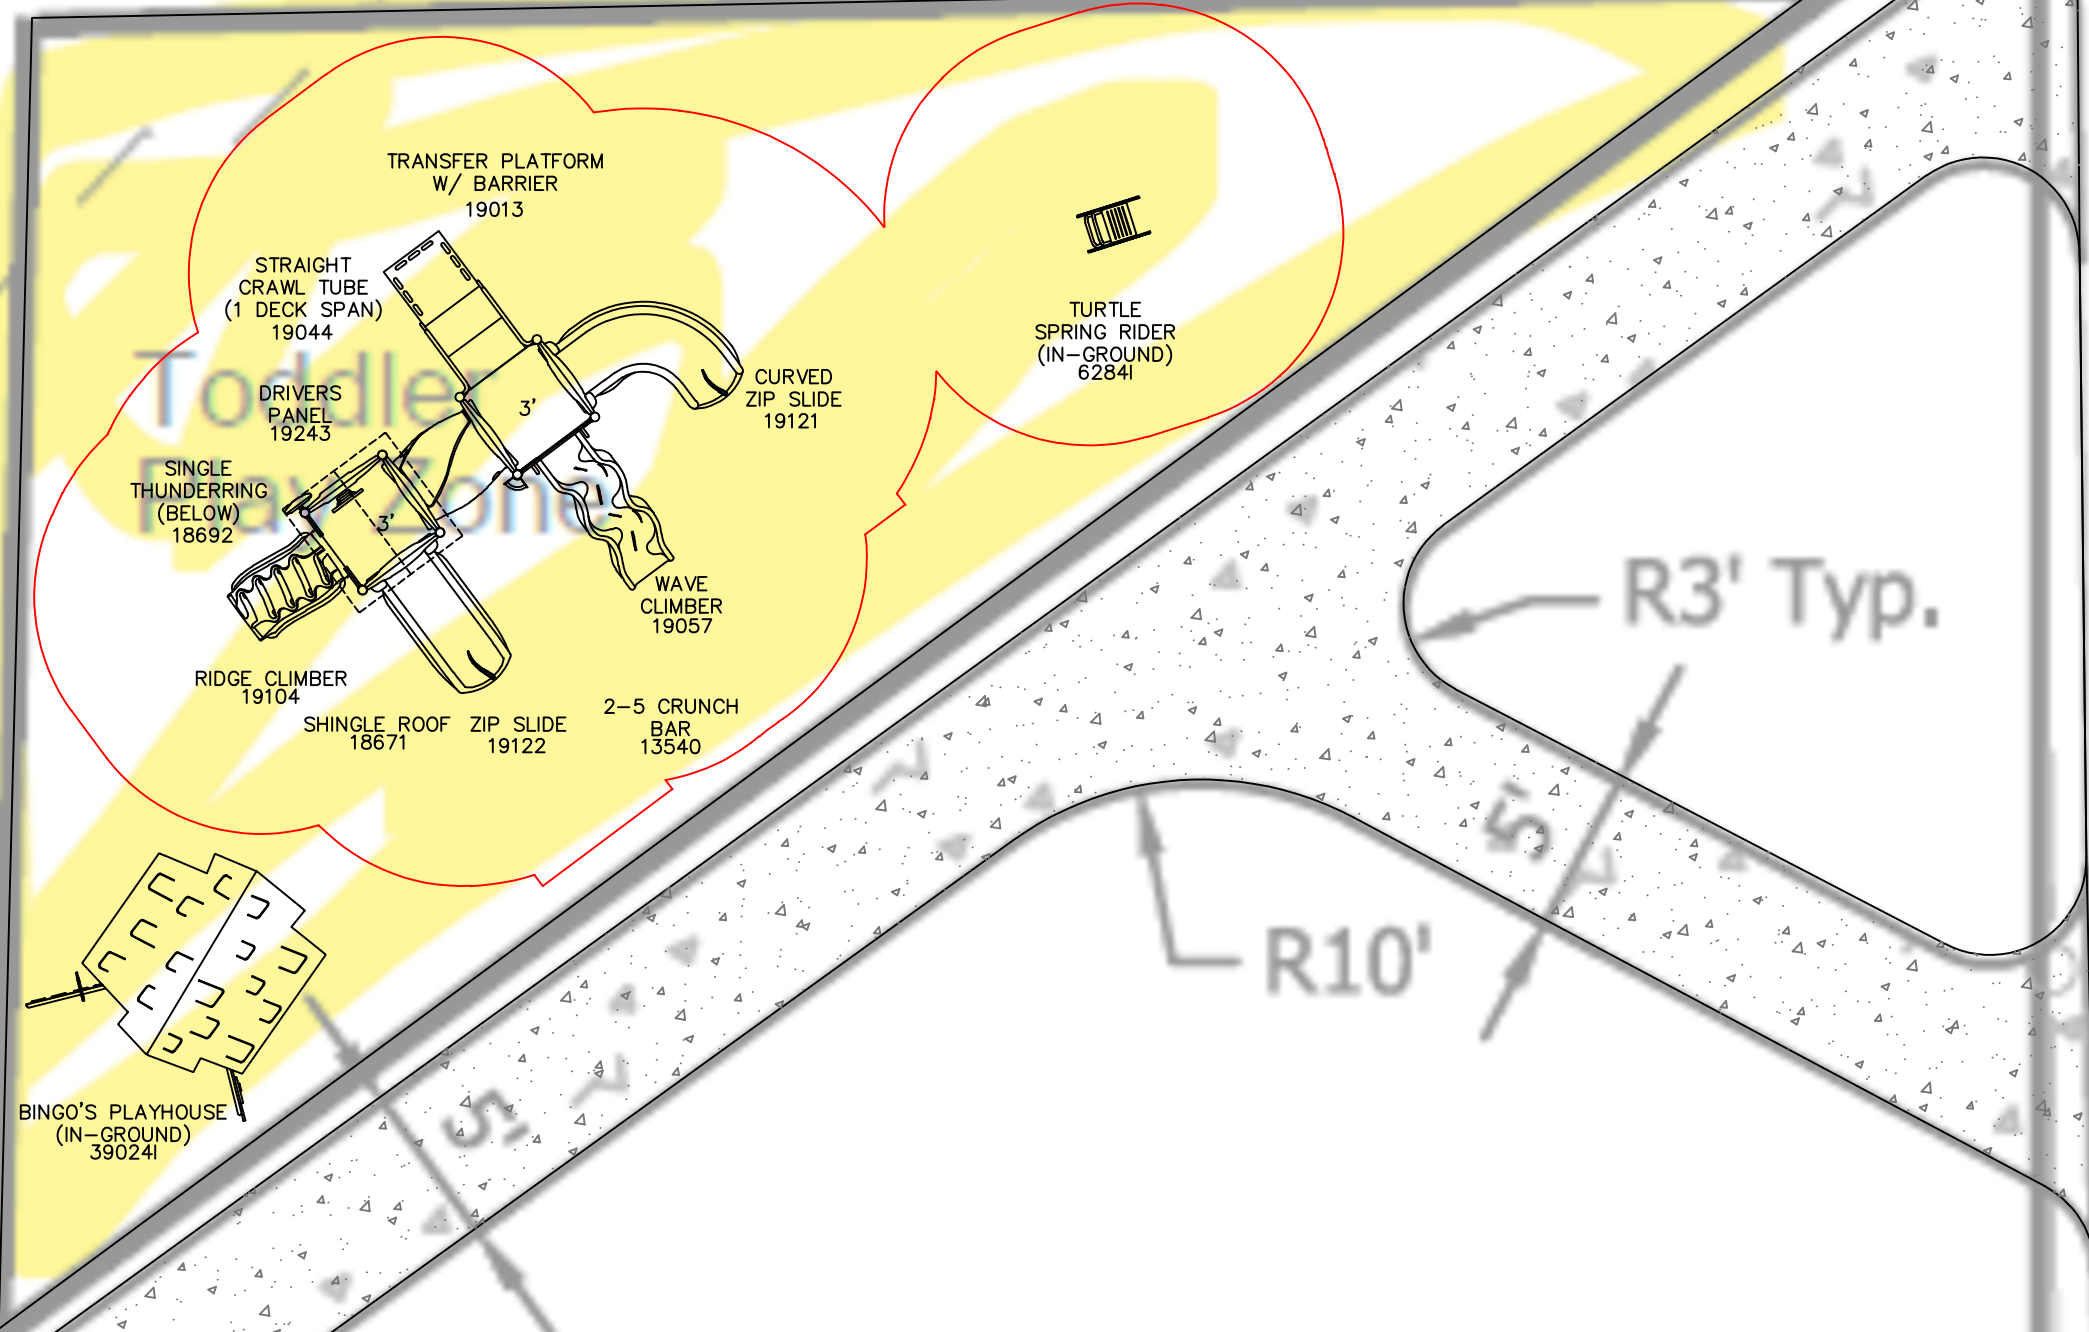 TRANSFER PLATFORM
W/ BARRIER
19013
STRAIGHT
CRAWL TUBE
(1 DECK SPAN)
19044
TURTLE
SPRING RIDER
(IN-GROUND)
62841
Toddler
Play Zone
DRIVERS
PANEL
19243
3'
CURVED
ZIP SLIDE
19121
SINGLE
THUNDERRING
(BELOW)
18692
3'
WAVE
CLIMBER
19057
RIDGE CLIMBER
19104
SHINGLE ROOF
18671
ZIP SLIDE
19122
2-5 CRUNCH
BAR
13540
R3' Typ.
5'
R10'
BINGO'S PLAYHOUSE
(IN-GROUND)
39024I
5'